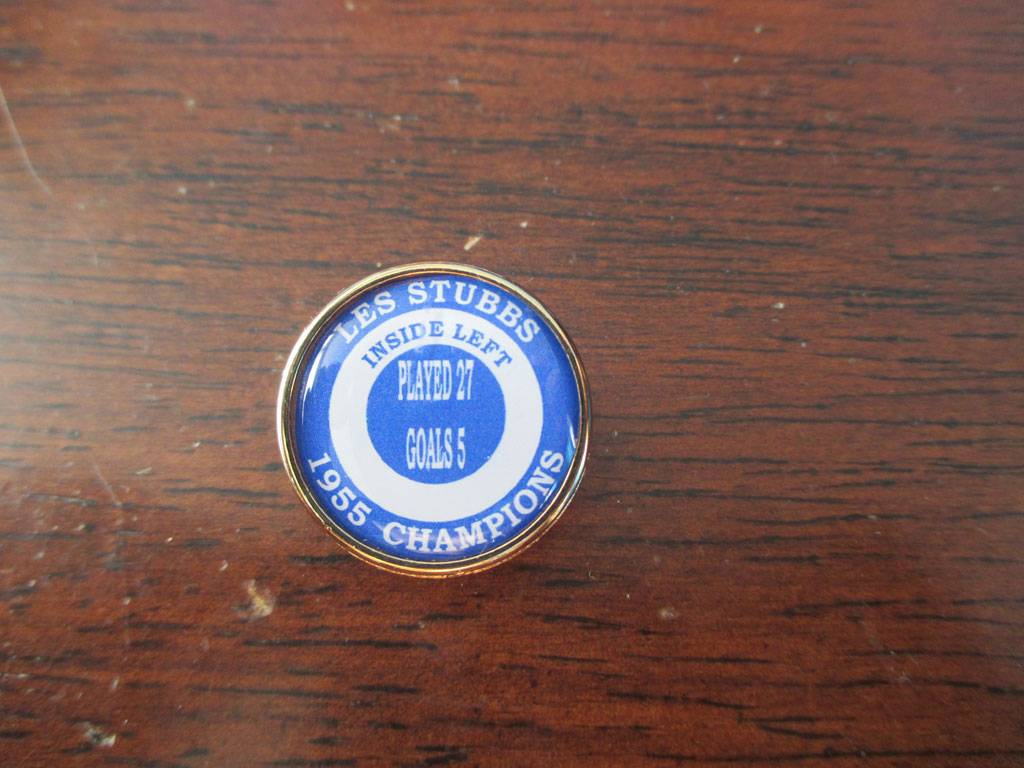 LES STUBBS
INSIDE LEFT
PLAYED 27
GOALS 5
1955 CHAMPIONS